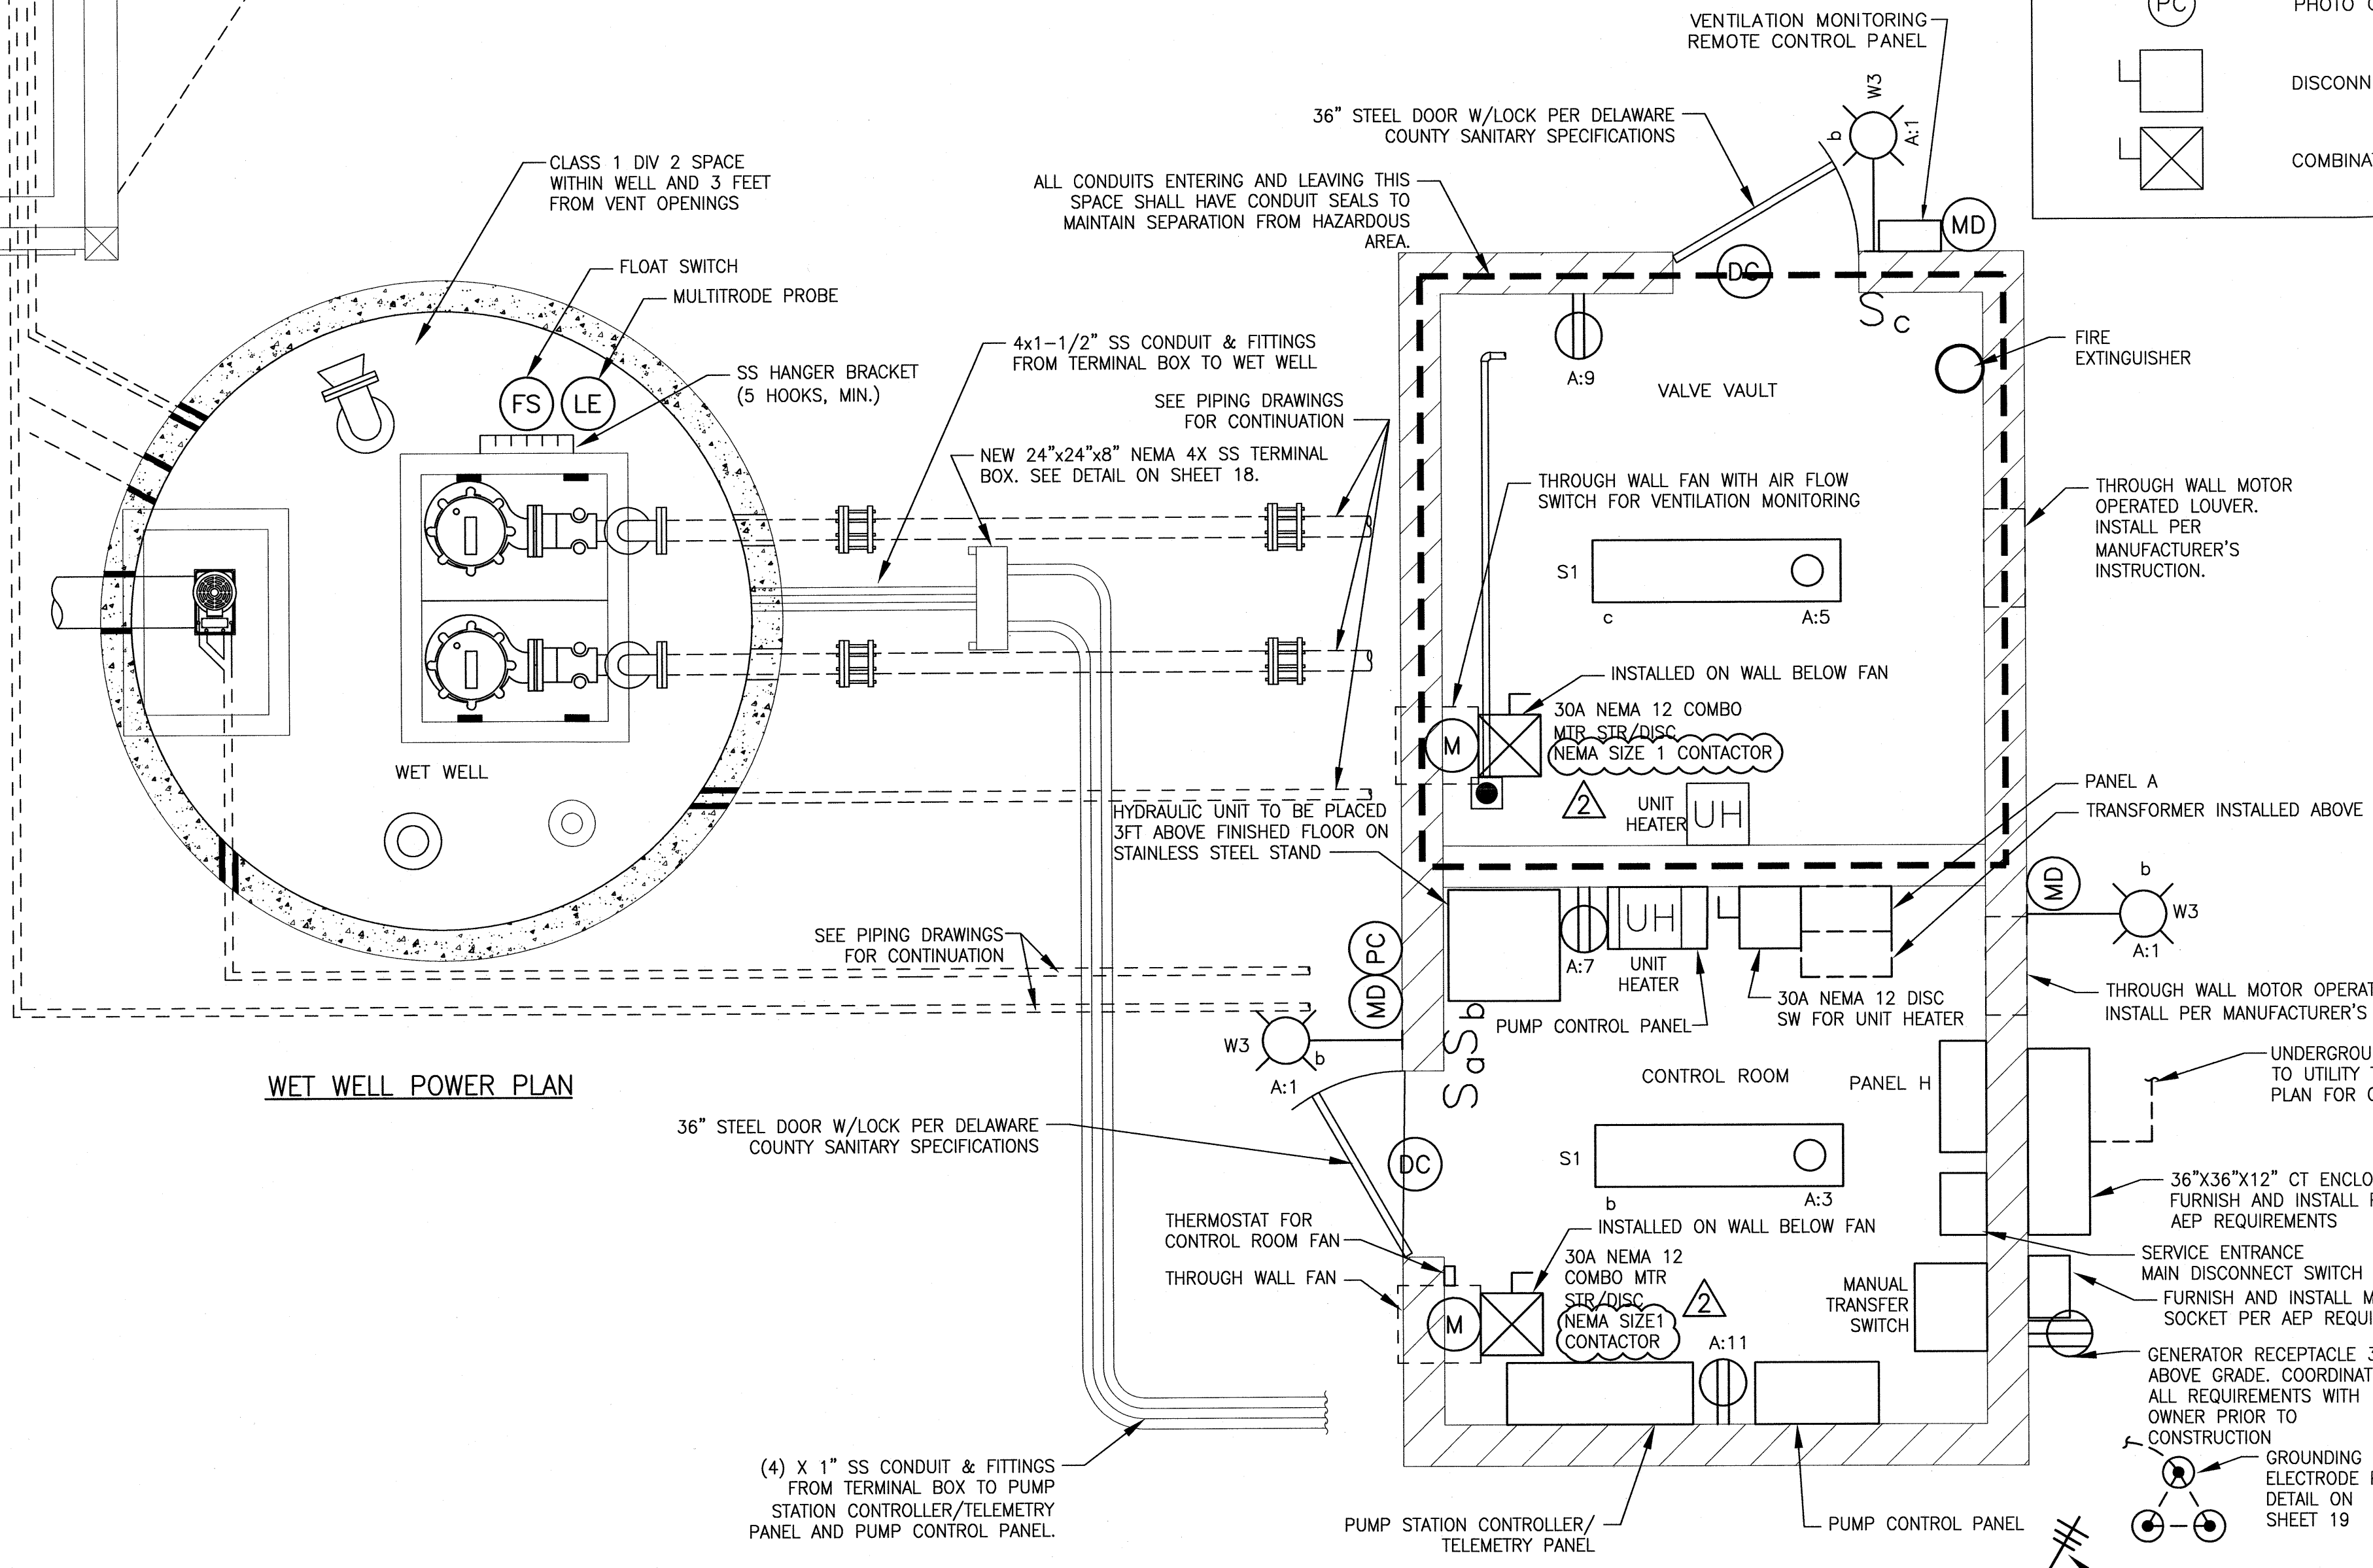 VENTILATION MONITORING
REMOTE CONTROL PANEL
PC
PHOTO
DISCONN
COMBINA
W3
b
A:1
MD
36" STEEL DOOR W/LOCK PER DELAWARE
COUNTY SANITARY SPECIFICATIONS
ALL CONDUITS ENTERING AND LEAVING THIS
SPACE SHALL HAVE CONDUIT SEALS TO
MAINTAIN SEPARATION FROM HAZARDOUS
AREA.
CLASS 1 DIV 2 SPACE
WITHIN WELL AND 3 FEET
FROM VENT OPENINGS
FLOAT SWITCH
MULTITRODE PROBE
SS HANGER BRACKET
(5 HOOKS, MIN.)
FS
LE
4x1-1/2" SS CONDUIT & FITTINGS
FROM TERMINAL BOX TO WET WELL
SEE PIPING DRAWINGS
FOR CONTINUATION
NEW 24"x24"x8" NEMA 4X SS TERMINAL
BOX. SEE DETAIL ON SHEET 18.
DC
Sc
A:9
VALVE VAULT
FIRE
EXTINGUISHER
THROUGH WALL FAN WITH AIR FLOW
SWITCH FOR VENTILATION MONITORING
THROUGH WALL MOTOR
OPERATED LOUVER.
INSTALL PER
MANUFACTURER'S
INSTRUCTION.
S1
c
A:5
INSTALLED ON WALL BELOW FAN
30A NEMA 12 COMBO
MTR STR/DISC
NEMA SIZE 1 CONTACTOR
M
2
UNIT
HEATER
UH
WET WELL
HYDRAULIC UNIT TO BE PLACED
3FT ABOVE FINISHED FLOOR ON
STAINLESS STEEL STAND
PANEL A
TRANSFORMER INSTALLED ABOVE
MD
b
W3
A:1
SEE PIPING DRAWINGS
FOR CONTINUATION
PC
MD
A:7
UH
UNIT
HEATER
PUMP CONTROL PANEL
30A NEMA 12 DISC
SW FOR UNIT HEATER
THROUGH WALL MOTOR OPERAT
INSTALL PER MANUFACTURER'S
W3
b
A:1
Sa Sb
WET WELL POWER PLAN
CONTROL ROOM
PANEL H
UNDERGROU
TO UTILITY T
PLAN FOR C
36" STEEL DOOR W/LOCK PER DELAWARE
COUNTY SANITARY SPECIFICATIONS
DC
S1
b
A:3
36"X36"X12" CT ENCLO
FURNISH AND INSTALL P
AEP REQUIREMENTS
THERMOSTAT FOR
CONTROL ROOM FAN
THROUGH WALL FAN
INSTALLED ON WALL BELOW FAN
30A NEMA 12
COMBO MTR
STR/DISC
NEMA SIZE1
CONTACTOR
M
2
A:11
MANUAL
TRANSFER
SWITCH
SERVICE ENTRANCE
MAIN DISCONNECT SWITCH
FURNISH AND INSTALL M
SOCKET PER AEP REQUI
GENERATOR RECEPTACLE 3
ABOVE GRADE. COORDINAT
ALL REQUIREMENTS WITH
OWNER PRIOR TO
CONSTRUCTION
GROUNDING
ELECTRODE
DETAIL ON
SHEET 19
(4) X 1" SS CONDUIT & FITTINGS
FROM TERMINAL BOX TO PUMP
STATION CONTROLLER/TELEMETRY
PANEL AND PUMP CONTROL PANEL.
PUMP STATION CONTROLLER/
TELEMETRY PANEL
PUMP CONTROL PANEL